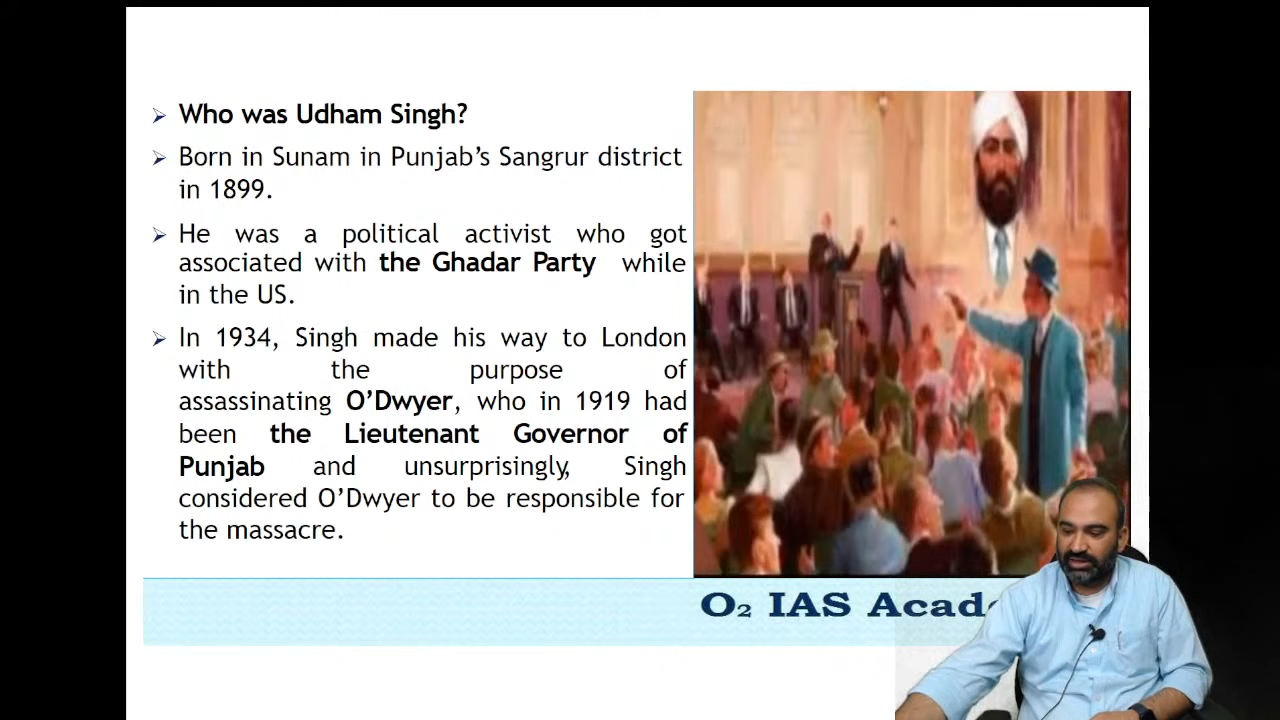 Who was Udham Singh?
Born in Sunam in Punjab's Sangrur district
in 1899.
He was a political activist who got
associated with the Ghadar Party while
in the US.
In 1934, Singh made his way to London
with the purpose of
assassinating O'Dwyer, who in 1919 had
been the Lieutenant Governor of
Punjab and unsurprisingly, Singh
considered O'Dwyer to be responsible for
the massacre.
O₂ IAS